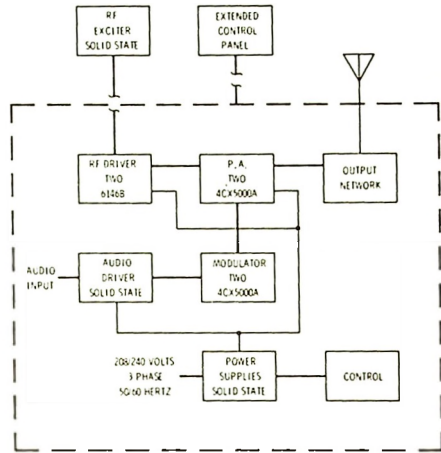 RF
EXCITER
SOLID STATE
EXTENDED
CONTROL
PANEL
RF DRIVER
TWO
6146B
P.A.
TWO
4CX5000A
OUTPUT
NETWORK
AUDIO
INPUT
AUDIO
DRIVER
SOLID STATE
MODULATOR
TWO
4CX5000A
208/240 VOLTS
3 PHASE
50/60 HERTZ
POWER
SUPPLIES
SOLID STATE
CONTROL